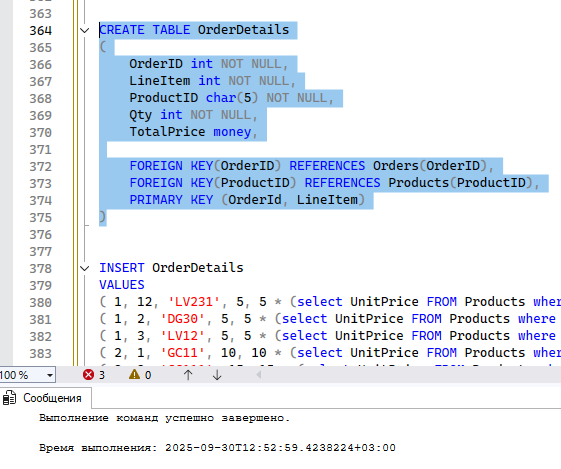 364 CREATE TABLE OrderDetails
365 (
366 OrderID int NOT NULL,
367 LineItem int NOT NULL,
368 ProductID char(5) NOT NULL,
369 Qty int NOT NULL,
370 TotalPrice money,
371
372 FOREIGN KEY(OrderID) REFERENCES Orders(OrderID),
373 FOREIGN KEY(ProductID) REFERENCES Products(ProductID),
374 PRIMARY KEY (OrderId, LineItem)
375 )
376
377
378 INSERT OrderDetails
379 VALUES
380 ( 1, 12, 'LV231', 5, 5 * (select UnitPrice FROM Products wher
381 ( 1, 2, 'DG30', 5, 5 * (select UnitPrice FROM Products where
382 ( 1, 3, 'LV12', 5, 5 * (select UnitPrice FROM Products where
383 ( 2, 1, 'GC11', 10, 10 * (select UnitPrice FROM Products whe
100 % 3 0
Сообщения
Выполнение команд успешно завершено.
Время выполнения: 2025-09-30T12:52:59.4238224+03:00